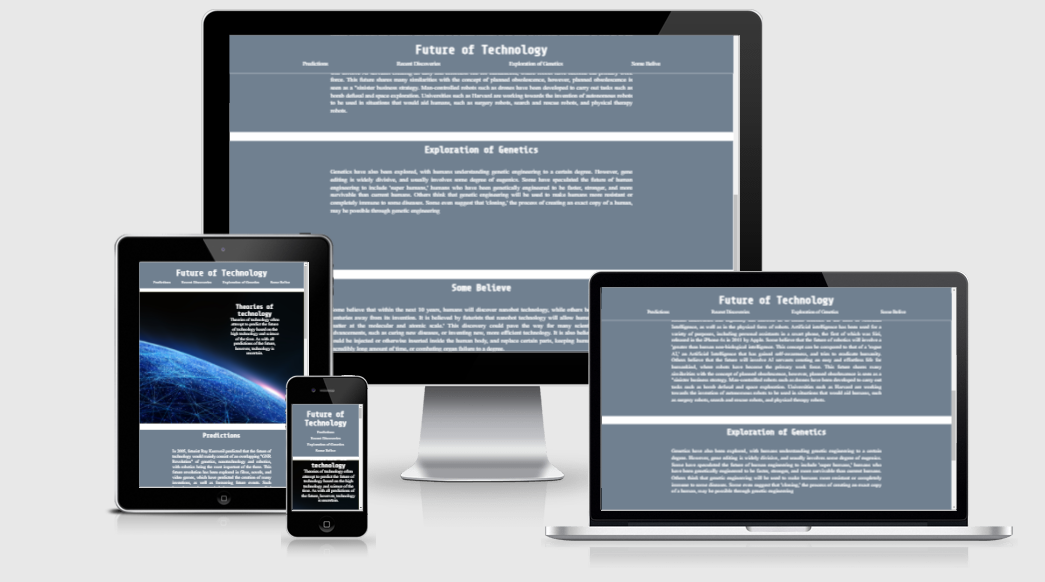 Future of Technology
Predictions Recent Discoveries Exploration of Genetics Some Believe
force. This future shares many similarities with the concept of planned obsolescence, however, planned obsolescence is
seen as a "sinister business strategy. Man-controlled robots such as drones have been developed to carry out tasks such as
bomb defusal and space exploration. Universities such as Harvard are working towards the invention of autonomous robots
to be used in situations that would aid humans, such as surgery robots, search and rescue robots, and physical therapy
robots.
Exploration of Genetics
Genetics have also been explored, with humans understanding genetic engineering to a certain degree. However, gene
editing is widely divisive, and usually involves some degree of eugenics. Some have speculated the future of human
engineering to include 'super humans,' humans who have been genetically engineered to be faster, stronger, and more
survivable than current humans. Others think that genetic engineering will be used to make humans more resistant or
completely immune to some diseases. Some even suggest that 'cloning,' the process of creating an exact copy of a human,
may be possible through genetic engineering
Some Believe
believe that within the next 50 years, humans will discover nanobot technology, while others
away from its invention. It is believed by futurists that nanobot technology will allow
at the molecular and atomic scale." This discovery could pave the way for many
such as curing rare diseases, or inventing new, more efficient technology. It is also
be injected or otherwise inserted inside the human body, and replace certain parts, keeping
long amount of time, or combating organ failure to a degree.
Future of Technology
Predictions Recent Discoveries Exploration of Genetics Some Believe
Theories of
technology
Theories of technology often
attempt to predict the future
of technology based on the
high technology and science
of the time. As with all
predictions of the future,
however, technology is
uncertain.
Predictions
In 2005, futurist Ray Kurzweil predicted that the future of
technology would mainly consist of an overlapping "GNR
Revolution" of genetics, nanotechnology and robotics,
with robotics being the most important of the three. This
future revolution has been explored in films, novels, and
video games, which have predicted the creation of many
inventions, as well as foreseeing future events. Such
Future of
Technology
Predictions
Recent Discoveries
Exploration of Genetics
Some Believe
technology
Theories of technology often
attempt to predict the future of
technology based on the high
technology and science of the
time. As with all predictions of
the future, however, technology
is uncertain.
Future of Technology
Predictions Recent Discoveries Exploration of Genetics Some Believe
intelligence, as well as in the physical form of robots. Artificial intelligence has been used for a
variety of purposes, including personal assistants in a smart phone, the first of which was Siri,
released in the iPhone 4s in 2011 by Apple. Some believe that the future of robotics will involve a
'greater than human non-biological intelligence. This concept can be compared to that of a 'rogue
AI,' an Artificial Intelligence that has gained self-awareness, and tries to eradicate humanity.
Others believe that the future will involve AI servants creating an easy and effortless life for
humankind, where robots have become the primary work force. This future shares many
similarities with the concept of planned obsolescence, however, planned obsolescence is seen as a
"sinister business strategy. Man-controlled robots such as drones have been developed to carry out
tasks such as bomb defusal and space exploration. Universities such as Harvard are working
towards the invention of autonomous robots to be used in situations that would aid humans, such
as surgery robots, search and rescue robots, and physical therapy robots.
Exploration of Genetics
Genetics have also been explored, with humans understanding genetic engineering to a certain
degree. However, gene editing is widely divisive, and usually involves some degree of eugenics.
Some have speculated the future of human engineering to include 'super humans,' humans who
have been genetically engineered to be faster, stronger, and more survivable than current humans.
Others think that genetic engineering will be used to make humans more resistant or completely
immune to some diseases. Some even suggest that 'cloning,' the process of creating an exact copy
of a human, may be possible through genetic engineering